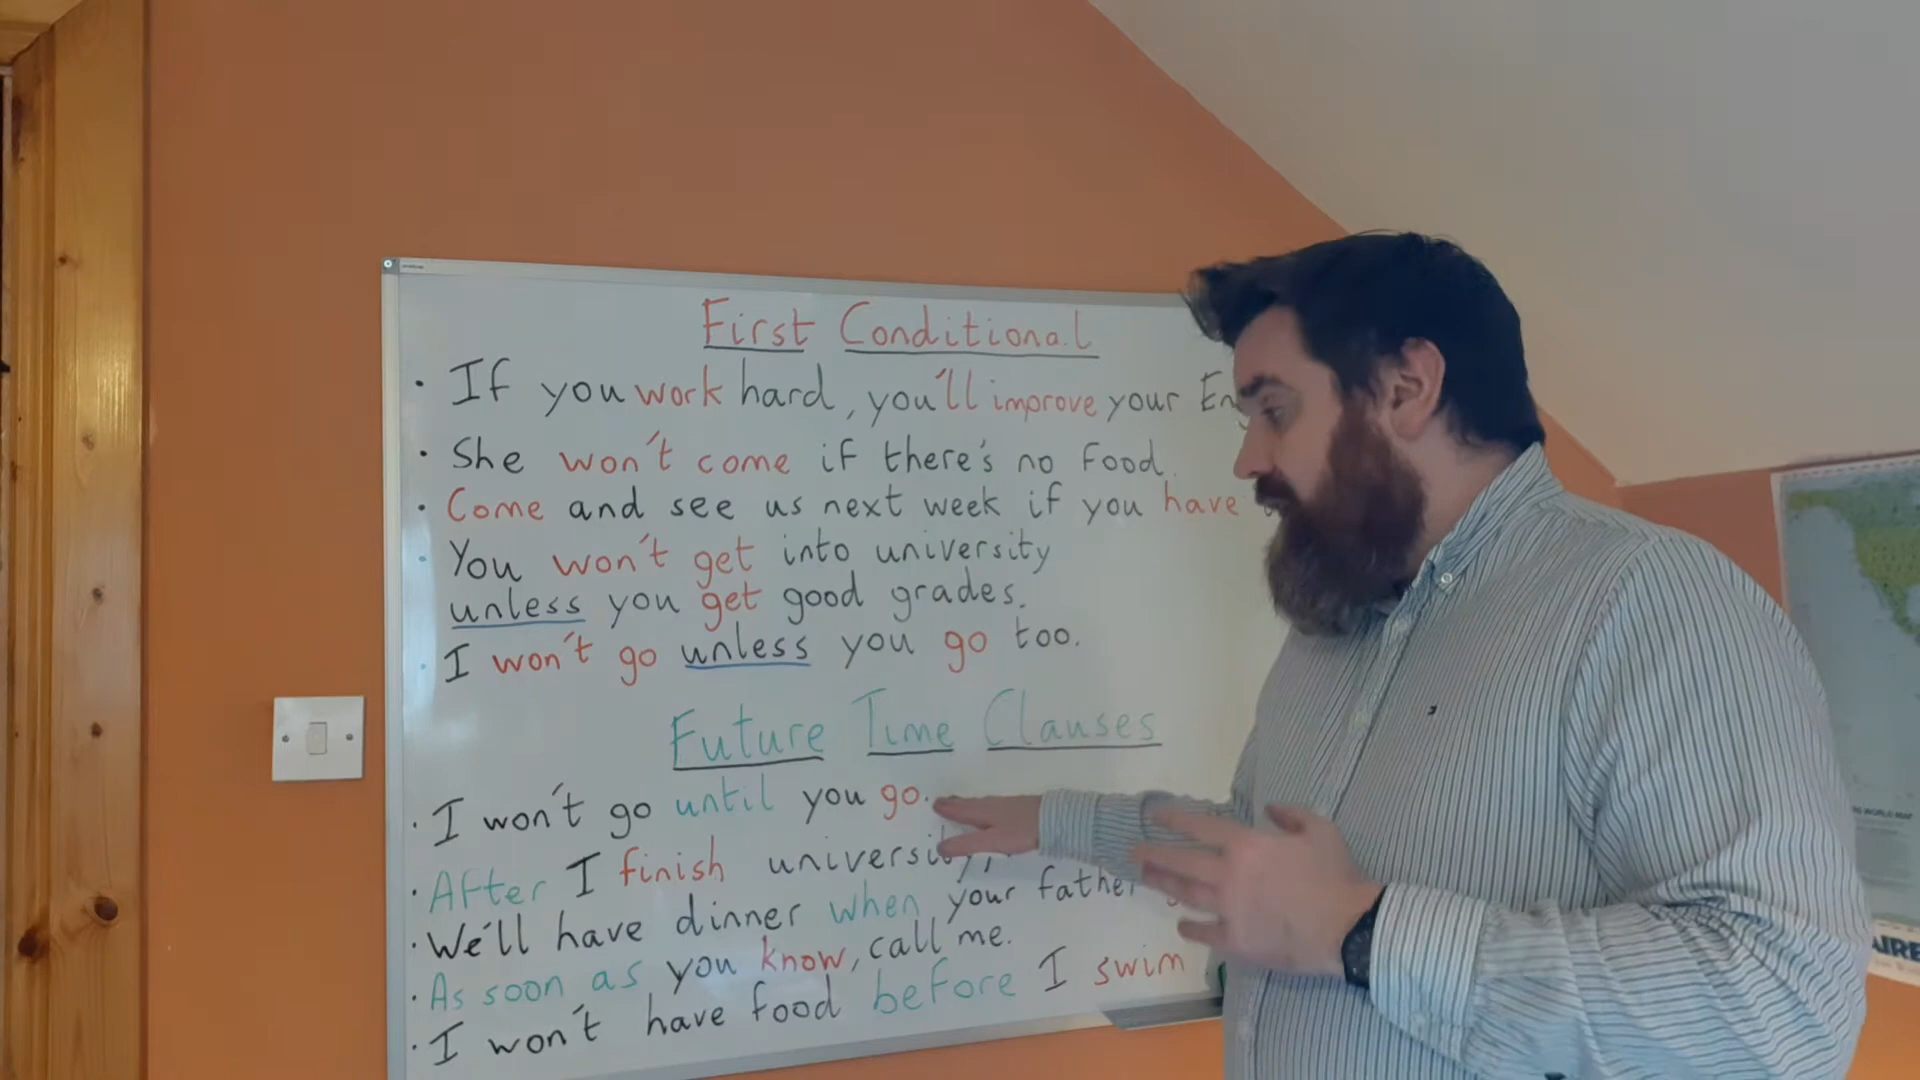 First Conditional
• If you work hard, you'll improve your
• She won't come if there's no food.
• Come and see us next week if you have
• You won't get into university
unless you get good grades.
• I won't go unless you go too.
Future Time Clauses
• I won't go until you go.
• After I finish university,
• We'll have dinner when your father
• As soon as you know, call me.
• I won't have food before I swim.
WORLD MAP